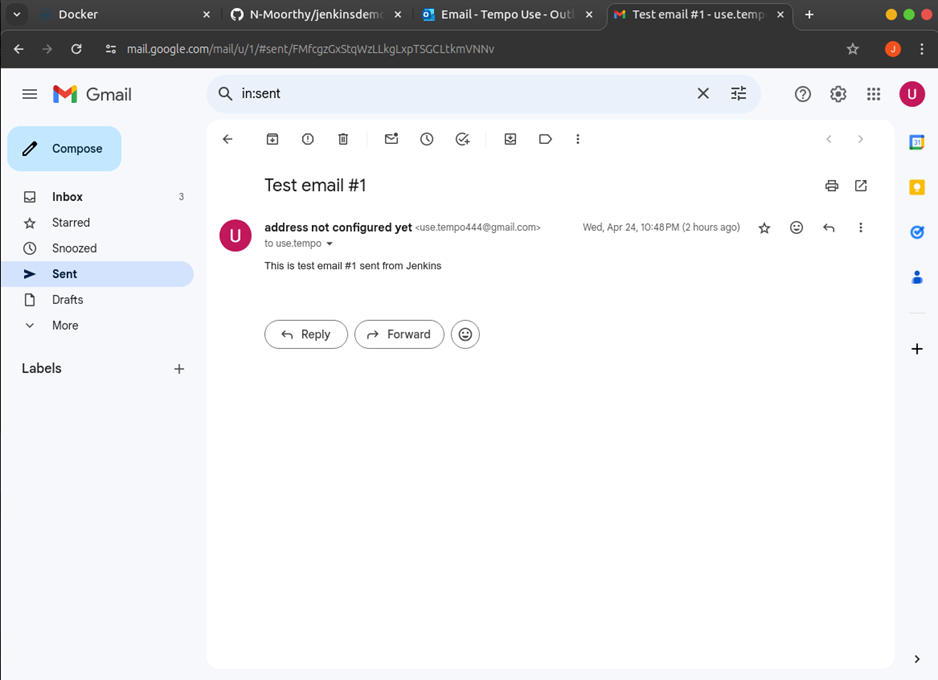 Docker
N-Moorthy/jenkinsdemo
Email - Tempo Use - Outl
Test email #1 - use.temp
mail.google.com/mail/u/1/#sent/FMfcgzGxStqWzLLkgLxpTSGCLtkmVNNv
J
Gmail
in:sent
U
Compose
Inbox 3
Starred
Snoozed
Sent
Drafts
More
Labels
Test email #1
U
address not configured yet <use.tempo444@gmail.com>
Wed, Apr 24, 10:48 PM (2 hours ago)
to use.tempo
This is test email #1 sent from Jenkins
Reply
Forward
31